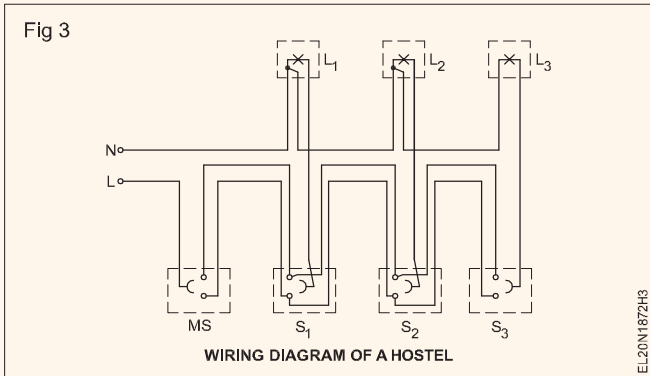 Fig 3
L1
L2
L3
N
L
MS
S1
S2
S3
WIRING DIAGRAM OF A HOSTEL
EL20N1872H3